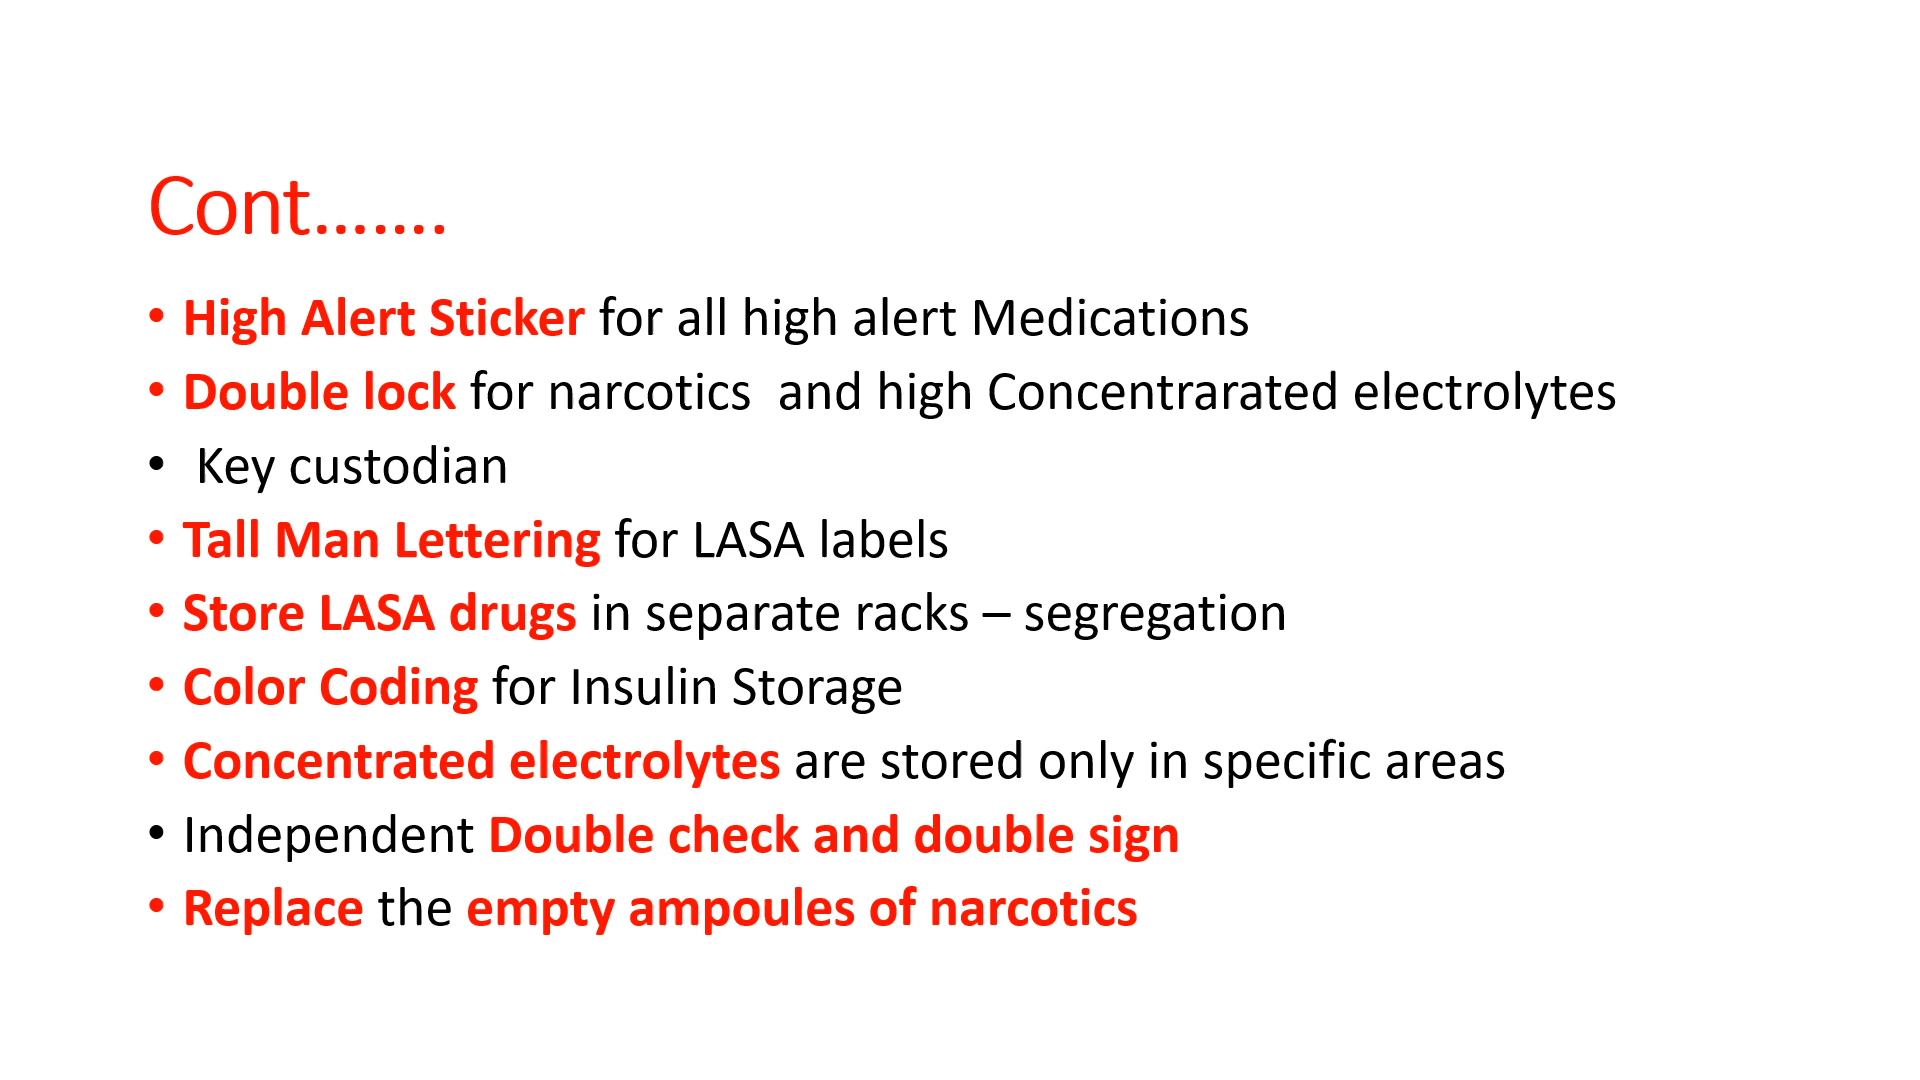 Cont.......
• High Alert Sticker for all high alert Medications
• Double lock for narcotics  and high Concentrarated electrolytes
•  Key custodian
• Tall Man Lettering for LASA labels
• Store LASA drugs in separate racks – segregation
• Color Coding for Insulin Storage
• Concentrated electrolytes are stored only in specific areas
• Independent Double check and double sign
• Replace the empty ampoules of narcotics